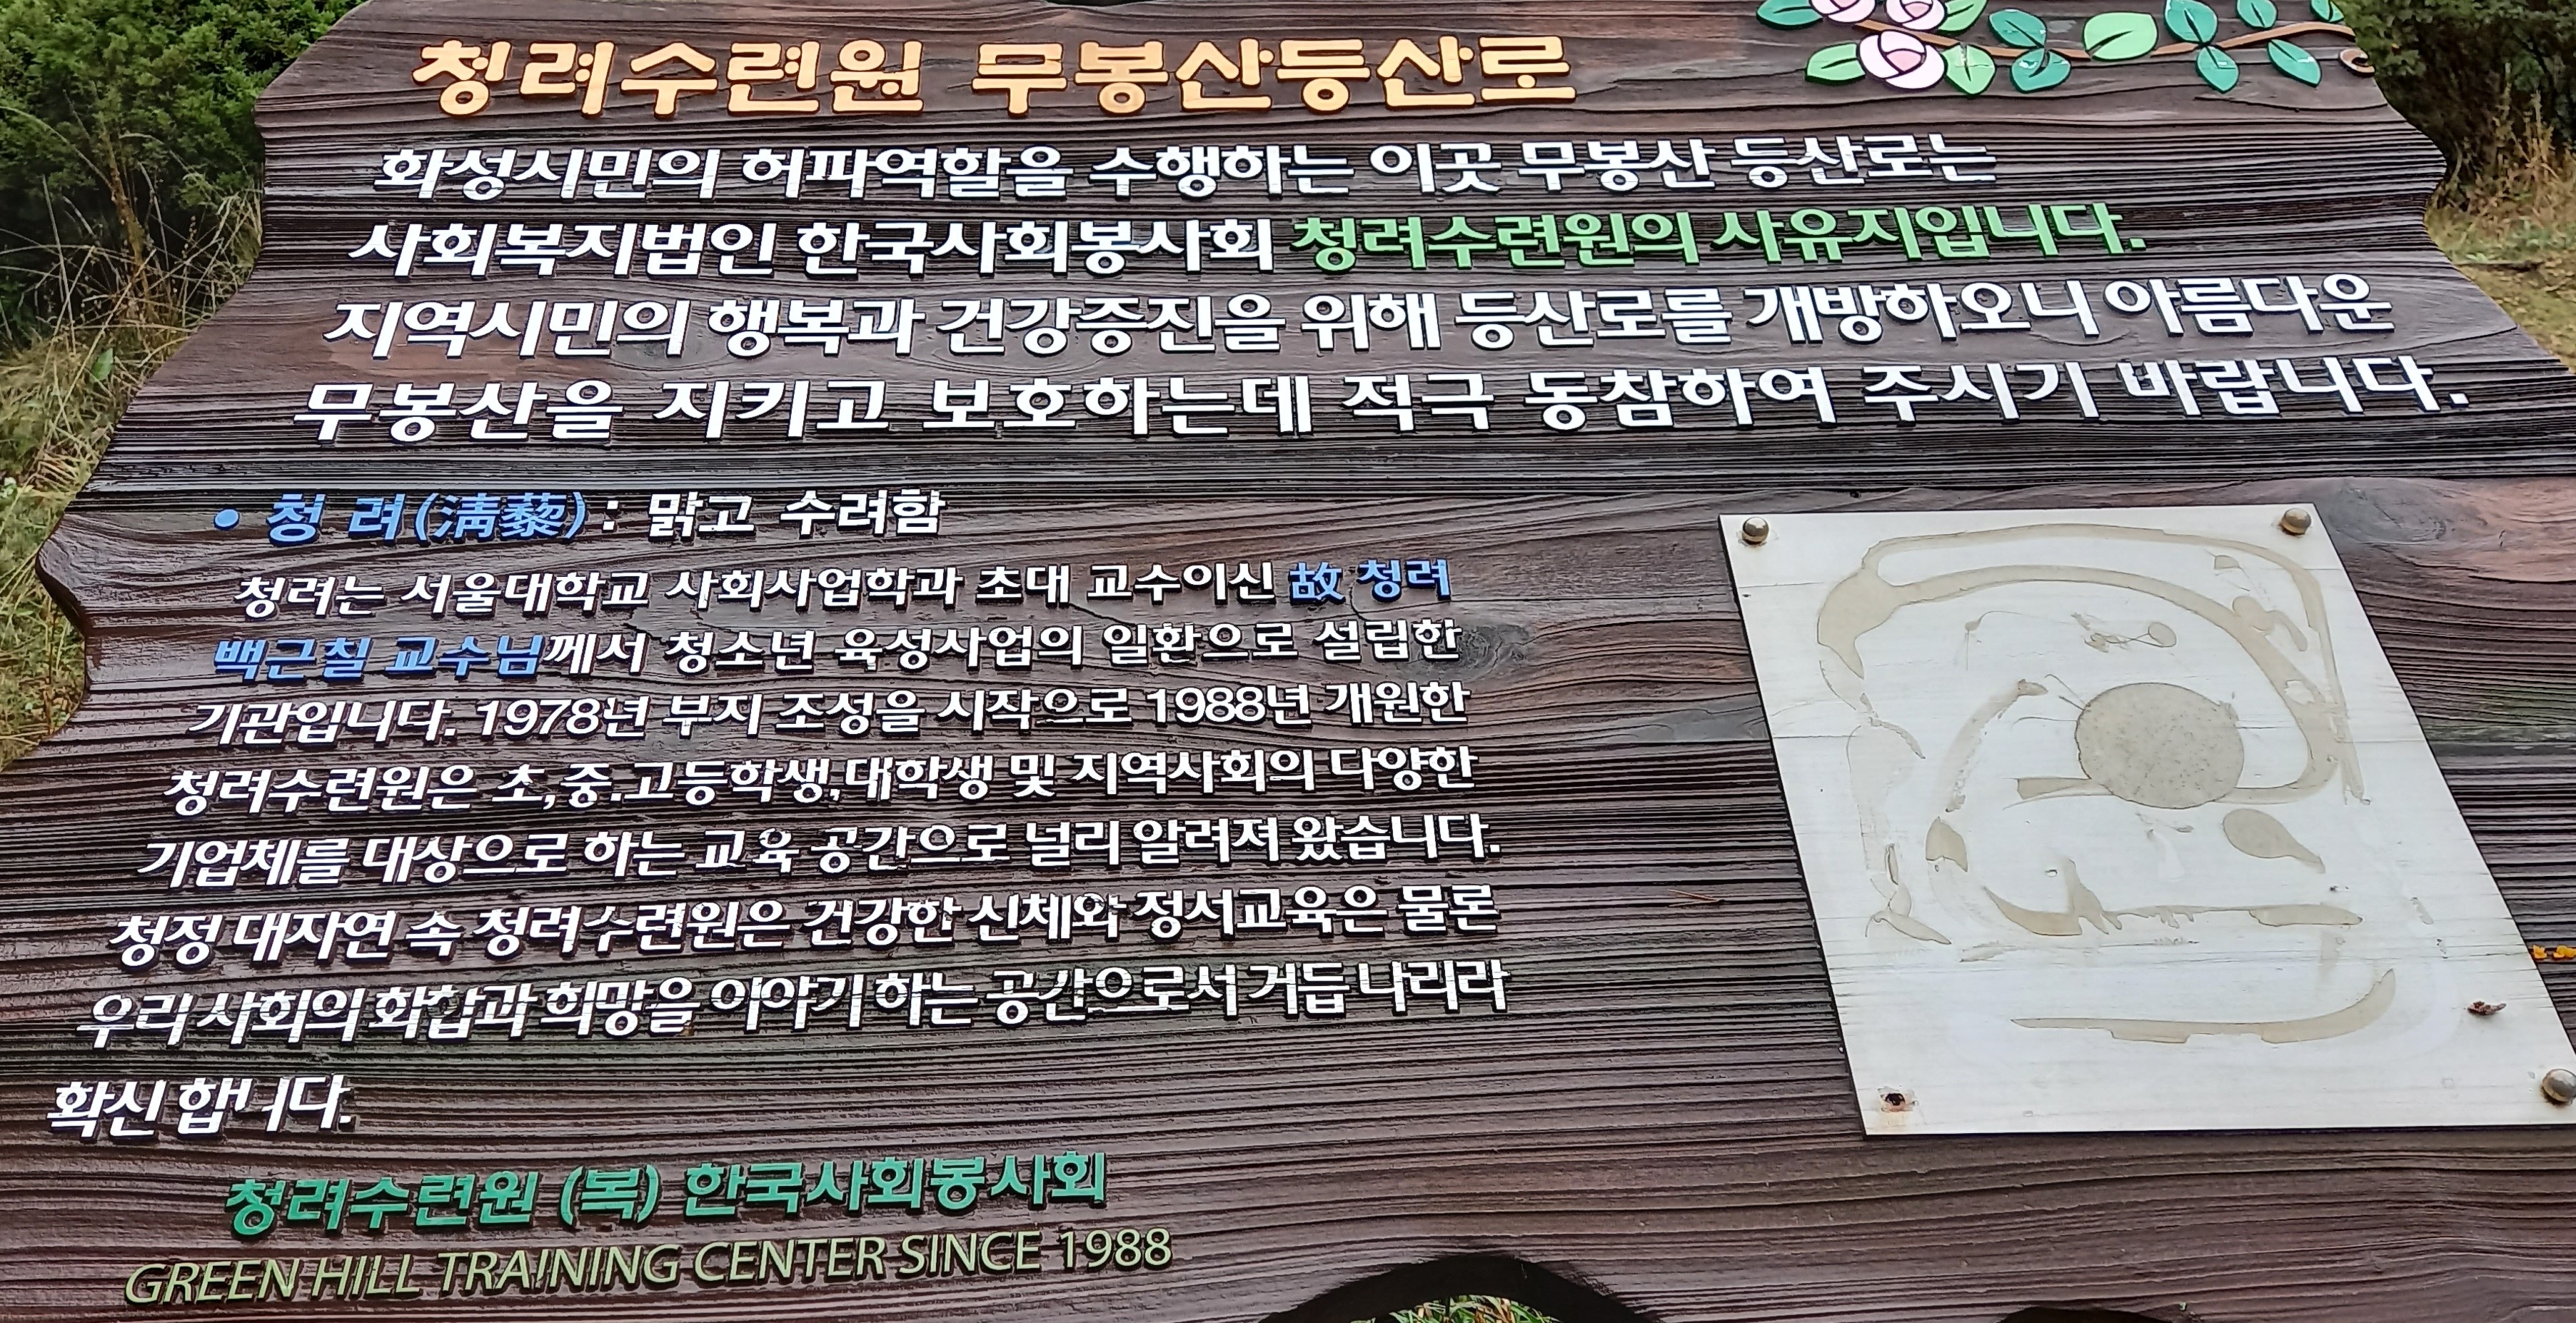 청려수련원 무봉산등산로
화성시민의 허파역할을 수행하는 이곳 무봉산 등산로는
사회복지법인 한국사회봉사회 청려수련원의 사유지입니다.
지역시민의 행복과 건강증진을 위해 등산로를 개방하오니 아름다운
무봉산을 지키고 보호하는데 적극 동참하여 주시기 바랍니다.
• 청 려(淸藜) : 맑고 수려함
청려는 서울대학교 사회사업학과 초대 교수이신 故 청려
백근칠 교수님께서 청소년 육성사업의 일환으로 설립한
기관입니다. 1978년 부지 조성을 시작으로 1988년 개원한
청려수련원은 초,중.고등학생,대학생 및 지역사회의 다양한
기업체를 대상으로 하는 교육 공간으로 널리 알려져 왔습니다.
청정 대자연 속 청려수련원은 건강한 신체와 정서교육은 물론
우리 사회의 화합과 희망을 이야기 하는 공간으로서 거듭 나리라
확신 합니다.
청려수련원 (복) 한국사회봉사회
GREEN HILL TRAINING CENTER SINCE 1988